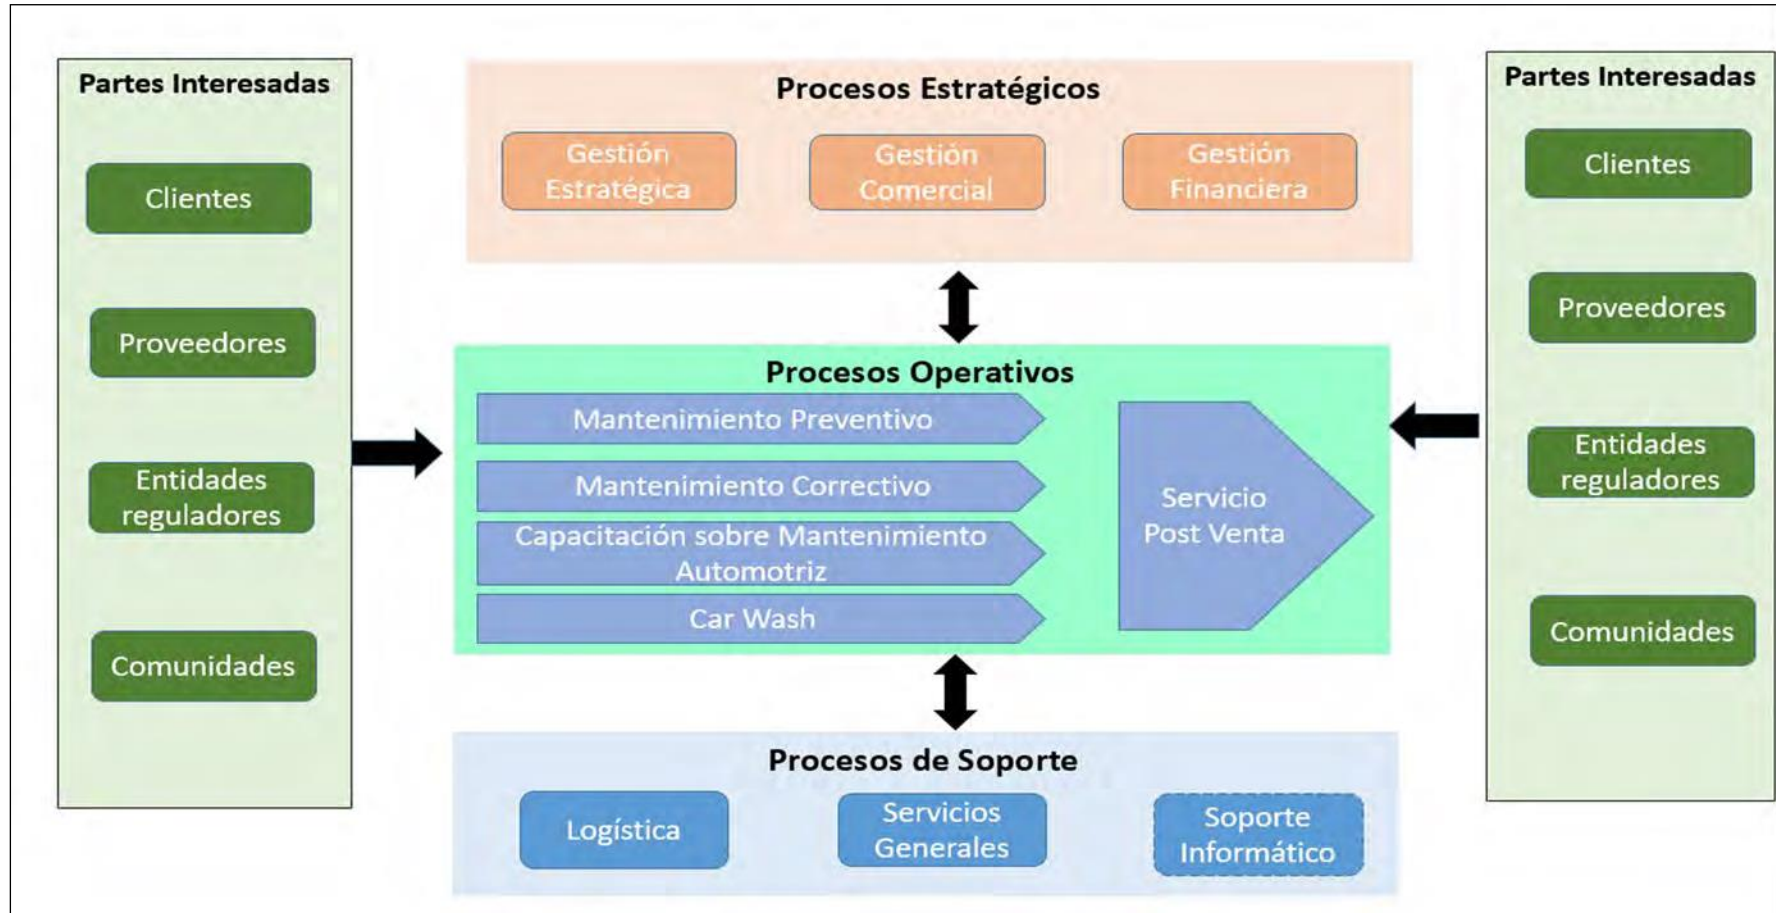 Partes Interesadas
Clientes
Proveedores
Entidades
reguladores
Comunidades
Procesos Estratégicos
Gestión
Estratégica
Gestión
Comercial
Gestión
Financiera
Procesos Operativos
Mantenimiento Preventivo
Mantenimiento Correctivo
Capacitación sobre Mantenimiento
Automotriz
Car Wash
Servicio
Post Venta
Procesos de Soporte
Logística
Servicios
Generales
Soporte
Informático
Partes Interesadas
Clientes
Proveedores
Entidades
reguladores
Comunidades